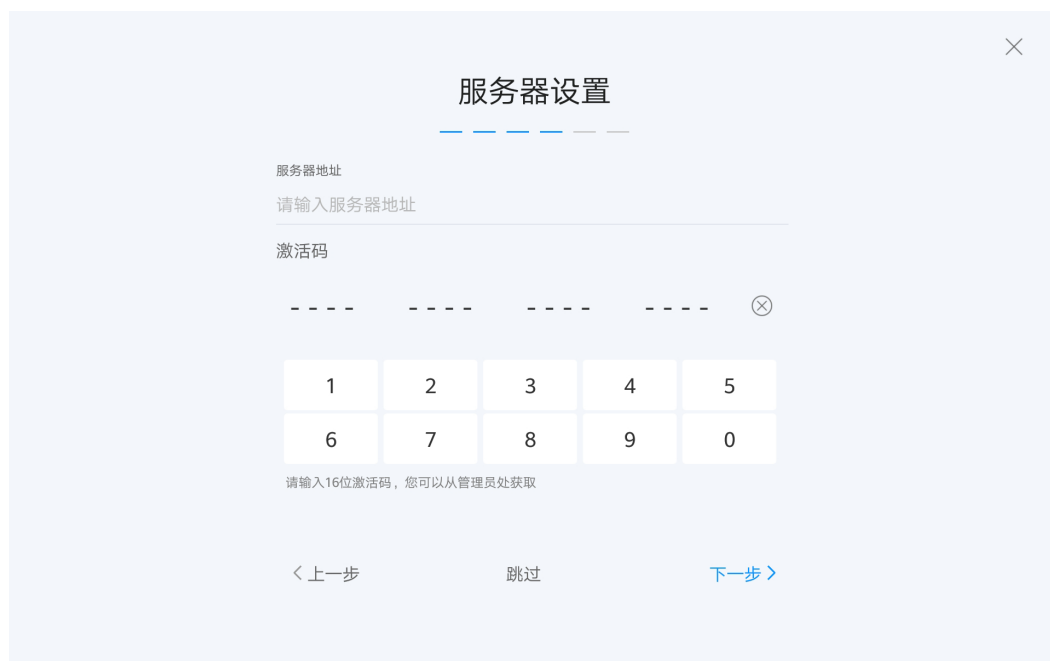 服务器设置
服务器地址
请输入服务器地址
激活码
---- ---- ---- ----
1 2 3 4 5
6 7 8 9 0
请输入16位激活码，您可以从管理员处获取
上一步 跳过 下一步